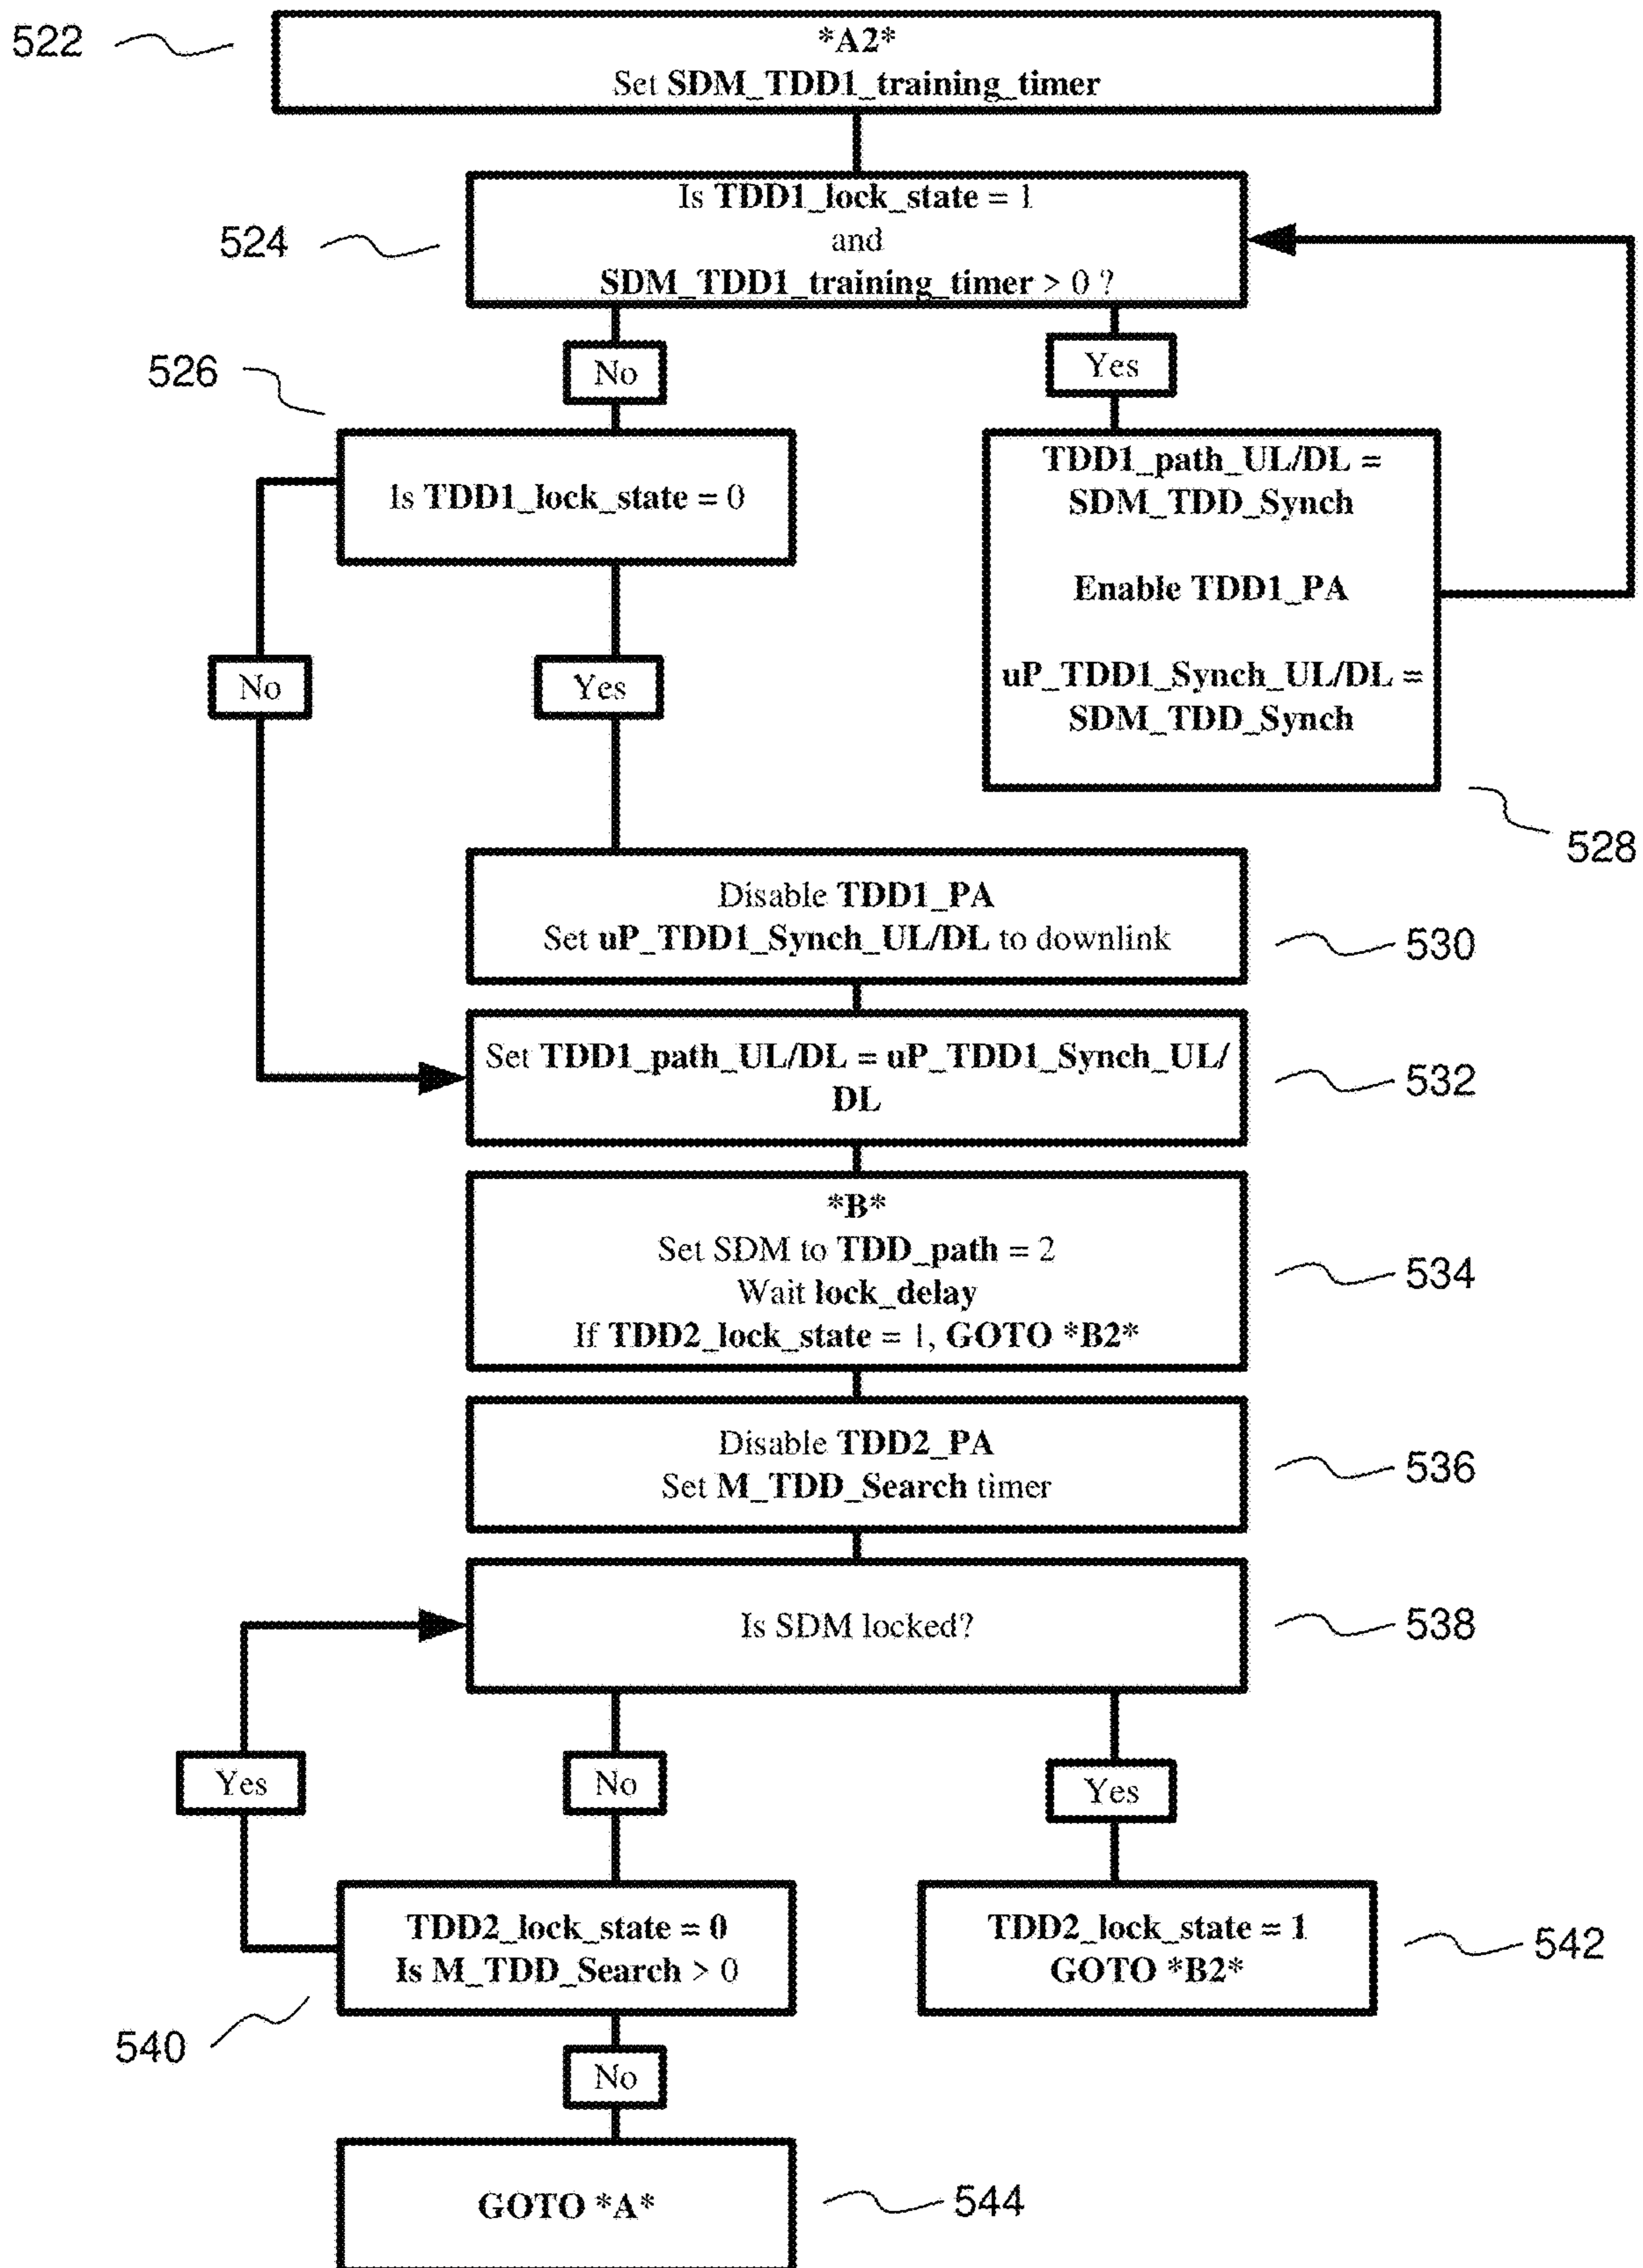 522
*A2*
Set SDM_TDD1_training_timer
524
Is TDD1_lock_state = 1
and
SDM_TDD1_training_timer > 0 ?
No
Yes
526
Is TDD1_lock_state = 0
TDD1_path_UL/DL =
SDM_TDD_Synch
Enable TDD1_PA
uP_TDD1_Synch_UL/DL =
SDM_TDD_Synch
528
No
Yes
Disable TDD1_PA
Set uP_TDD1_Synch_UL/DL to downlink
530
Set TDD1_path_UL/DL = uP_TDD1_Synch_UL/
DL
532
*B*
Set SDM to TDD_path = 2
Wait lock_delay
If TDD2_lock_state = 1, GOTO *B2*
534
Disable TDD2_PA
Set M_TDD_Search timer
536
Is SDM locked?
538
Yes
No
Yes
TDD2_lock_state = 0
Is M_TDD_Search > 0
540
TDD2_lock_state = 1
GOTO *B2*
542
No
GOTO *A*
544